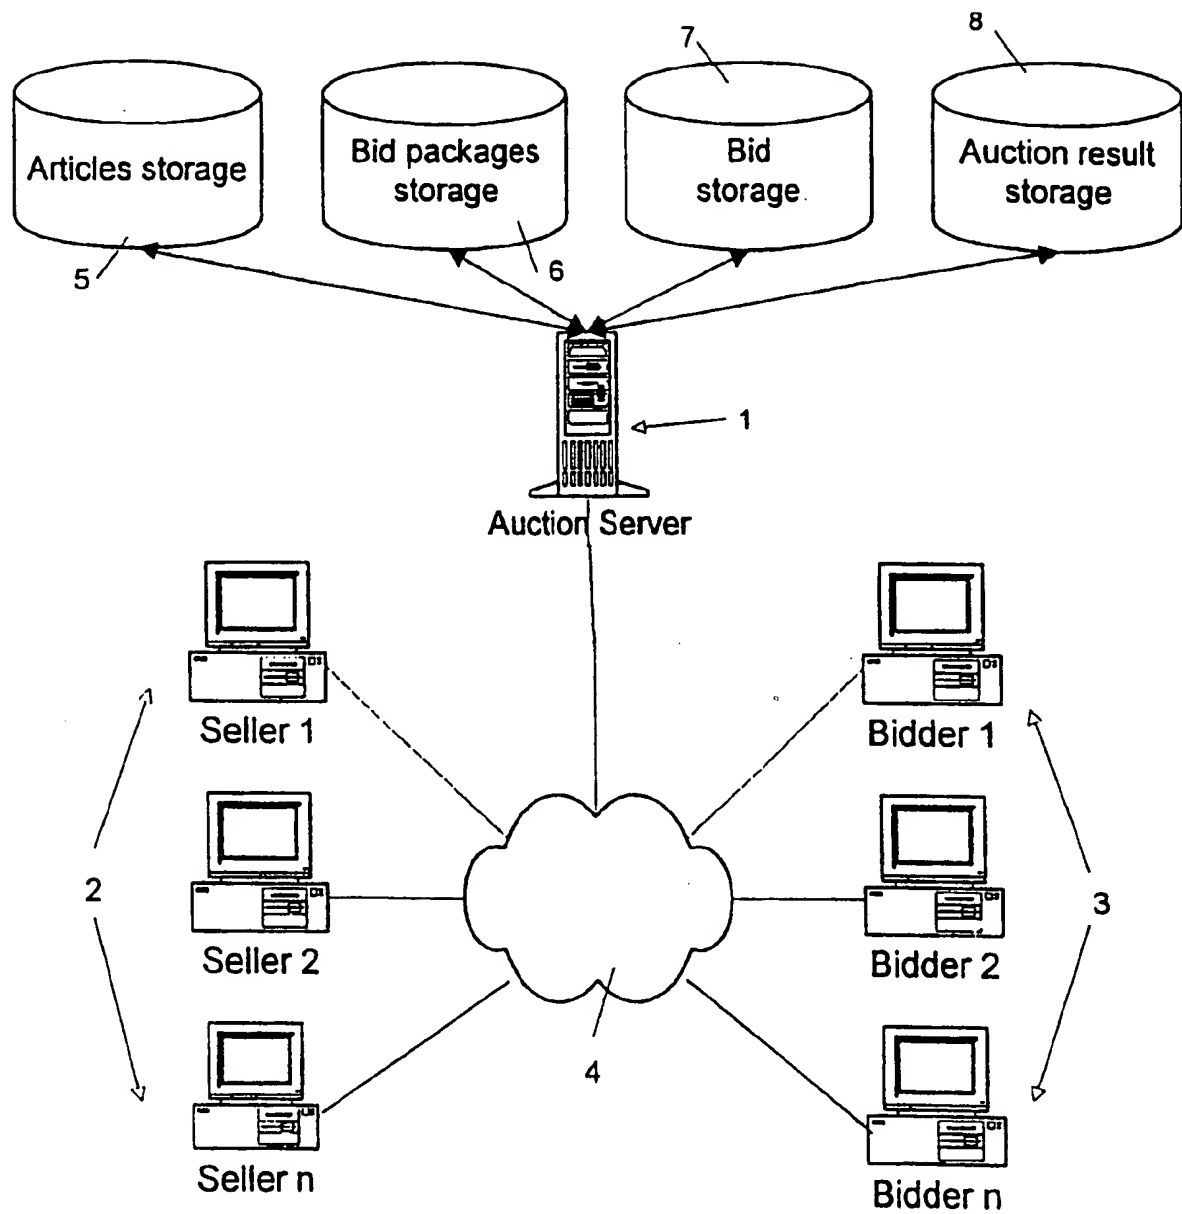 8
7
Articles storage
Bid packages
storage
Bid
storage
Auction result
storage
5
6
1
Auction Server
Seller 1
Bidder 1
2
Seller 2
3
Bidder 2
4
Seller n
Bidder n